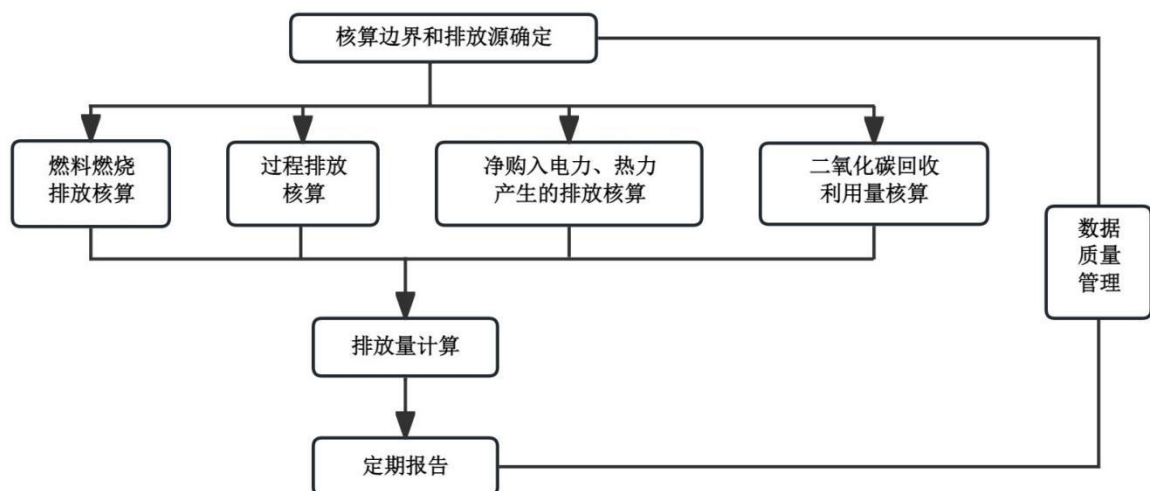 核算边界和排放源确定
燃料燃烧
排放核算
过程排放
核算
净购入电力、热力
产生的排放核算
二氧化碳回收
利用量核算
数据
质量
管理
排放量计算
定期报告